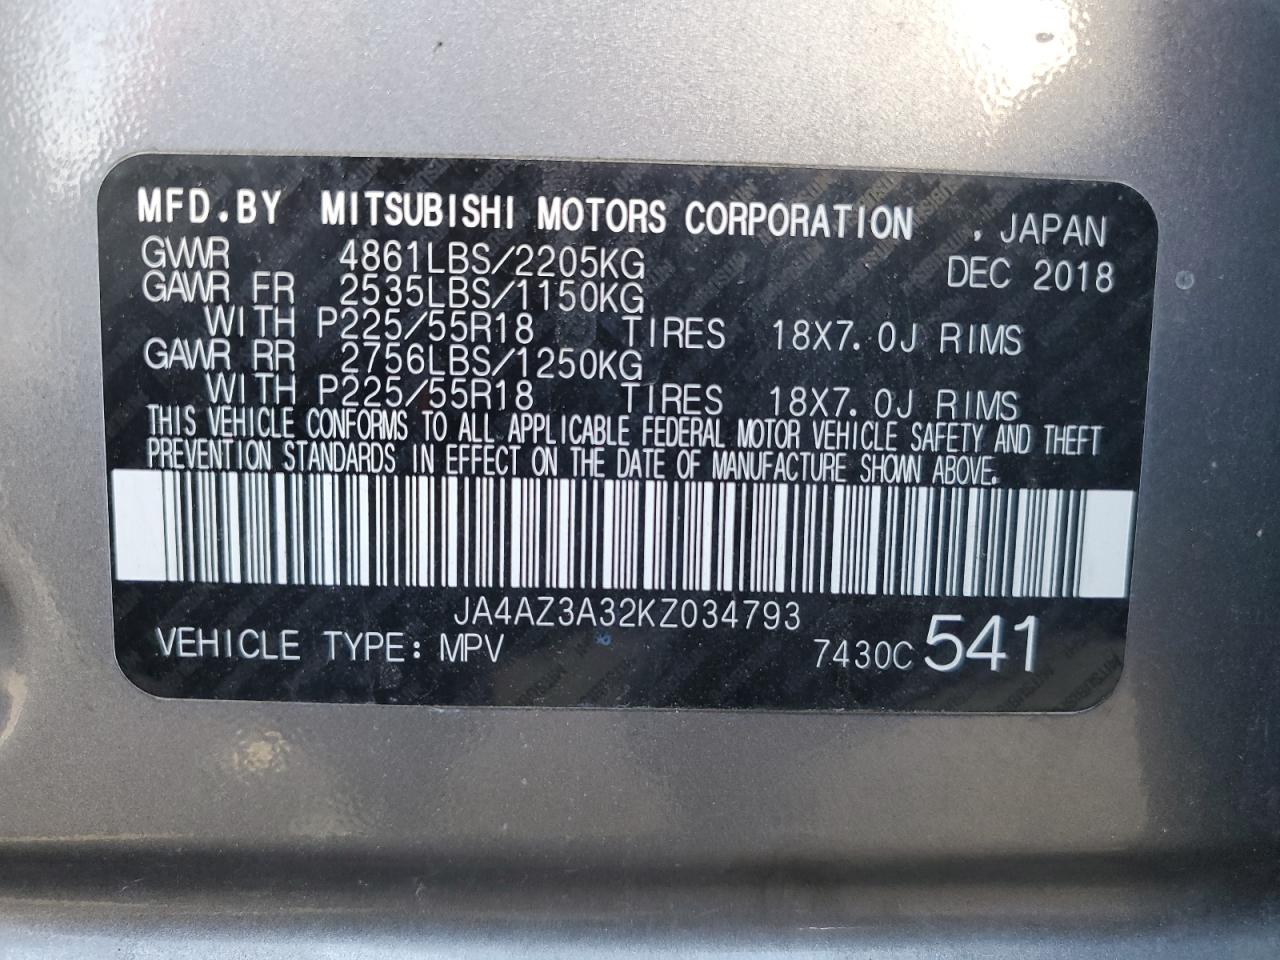 MFD.BY MITSUBISHI MOTORS CORPORATION , JAPAN
GVWR 4861LBS/2205KG DEC 2018
GAWR FR 2535LBS/1150KG
WITH P225/55R18 TIRES 18X7.0J RIMS
GAWR RR 2756LBS/1250KG
WITH P225/55R18 TIRES 18X7.0J RIMS
THIS VEHICLE CONFORMS TO ALL APPLICABLE FEDERAL MOTOR VEHICLE SAFETY AND THEFT
PREVENTION STANDARDS IN EFFECT ON THE DATE OF MANUFACTURE SHOWN ABOVE.
JA4AZ3A32KZ034793
VEHICLE TYPE: MPV 7430C 541